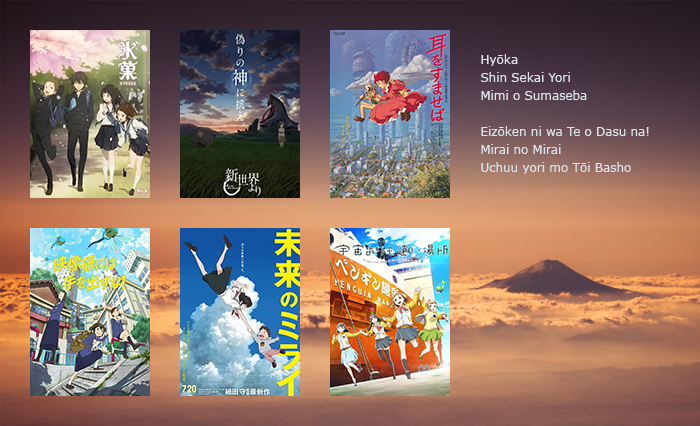 氷菓
HYOUKA
偽りの
神に抗え
新世界より
耳をすませば
Hyōka
Shin Sekai Yori
Mimi o Sumaseba
Eizōken ni wa Te o Dasu na!
Mirai no Mirai
Uchuu yori mo Tōi Basho
映像研には
手を出すな!
未来のミライ
7.20
細田守 最新作
宇宙よりも遠い場所
ペンギン饅
PENGUIN MAN